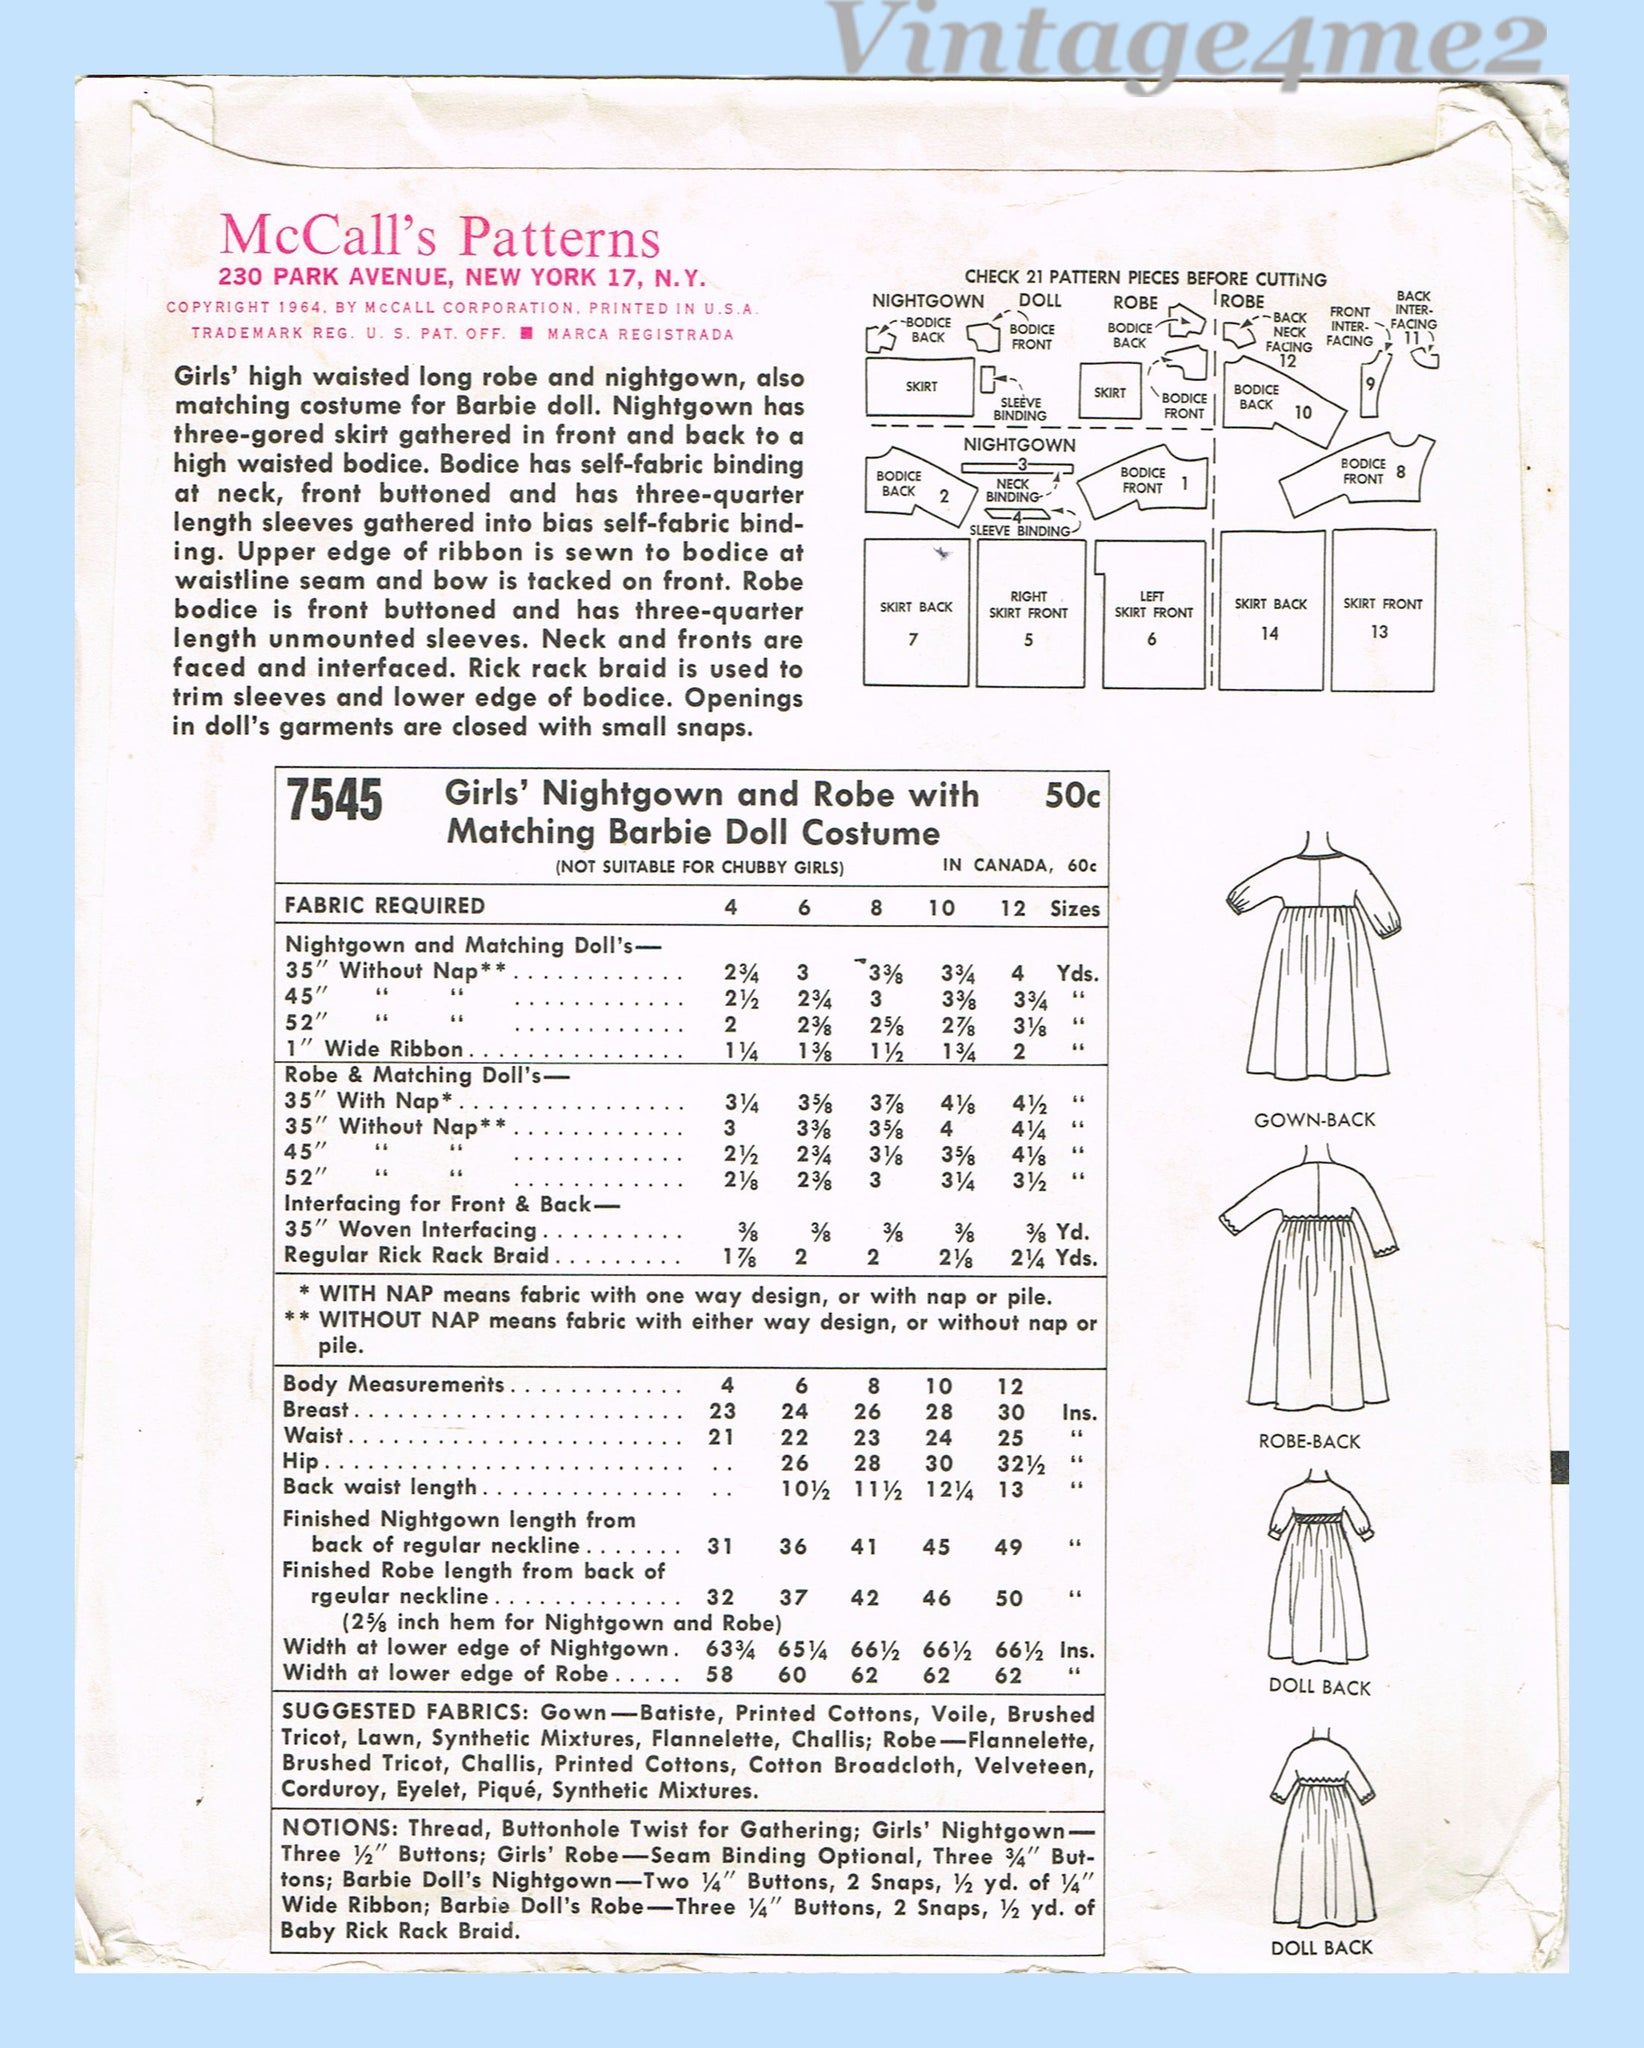 Vintage4me2
McCall's Patterns
230 PARK AVENUE, NEW YORK 17, N.Y.
COPYRIGHT 1964, BY McCALL CORPORATION, PRINTED IN U.S.A.
TRADEMARK REG. U. S. PAT. OFF. ■ MARCA REGISTRADA
Girls' high waisted long robe and nightgown, also
matching costume for Barbie doll. Nightgown has
three-gored skirt gathered in front and back to a
high waisted bodice. Bodice has self-fabric binding
at neck, front buttoned and has three-quarter
length sleeves gathered into bias self-fabric bind-
ing. Upper edge of ribbon is sewn to bodice at
waistline seam and bow is tacked on front. Robe
bodice is front buttoned and has three-quarter
length unmounted sleeves. Neck and fronts are
faced and interfaced. Rick rack braid is used to
trim sleeves and lower edge of bodice. Openings
in doll's garments are closed with small snaps.
CHECK 21 PATTERN PIECES BEFORE CUTTING
NIGHTGOWN DOLL ROBE
BODICE BACK
BODICE FRONT
BODICE BACK
SKIRT
SLEEVE BINDING
SKIRT
BODICE FRONT
ROBE
BACK NECK FACING 12
FRONT INTER-FACING
BACK INTER-FACING 11
9
BODICE BACK 10
BODICE FRONT 8
NIGHTGOWN
BODICE BACK 2
3
NECK BINDING
4
SLEEVE BINDING
BODICE FRONT 1
SKIRT BACK 7
RIGHT SKIRT FRONT 5
LEFT SKIRT FRONT 6
SKIRT BACK 14
SKIRT FRONT 13
7545 Girls' Nightgown and Robe with 50c
Matching Barbie Doll Costume
(NOT SUITABLE FOR CHUBBY GIRLS) IN CANADA, 60c
FABRIC REQUIRED 4 6 8 10 12 Sizes
Nightgown and Matching Doll's—
35″ Without Nap** 2¾ 3 3⅜ 3¾ 4 Yds.
45″ “ “ 2½ 2¾ 3 3⅜ 3¾ “
52″ “ “ 2 2⅜ 2⅝ 2⅞ 3⅛ “
1″ Wide Ribbon 1¼ 1⅜ 1½ 1¾ 2 “
Robe & Matching Doll's—
35″ With Nap* 3¼ 3⅝ 3⅞ 4⅛ 4½ “
35″ Without Nap** 3 3⅜ 3⅝ 4 4¼ “
45″ “ “ 2½ 2¾ 3⅛ 3⅝ 4⅛ “
52″ “ “ 2⅛ 2⅜ 3 3¼ 3½ “
Interfacing for Front & Back—
35″ Woven Interfacing ⅜ ⅜ ⅜ ⅜ ⅜ Yd.
Regular Rick Rack Braid 1⅞ 2 2 2⅛ 2¼ Yds.
* WITH NAP means fabric with one way design, or with nap or pile.
** WITHOUT NAP means fabric with either way design, or without nap or
pile.
Body Measurements 4 6 8 10 12
Breast 23 24 26 28 30 Ins.
Waist 21 22 23 24 25 “
Hip .. 26 28 30 32½ “
Back waist length .. 10½ 11½ 12¼ 13 “
Finished Nightgown length from
back of regular neckline 31 36 41 45 49 “
Finished Robe length from back of
rgeular neckline 32 37 42 46 50 “
(2⅝ inch hem for Nightgown and Robe)
Width at lower edge of Nightgown. 63¾ 65¼ 66½ 66½ 66½ Ins.
Width at lower edge of Robe 58 60 62 62 62 “
SUGGESTED FABRICS: Gown—Batiste, Printed Cottons, Voile, Brushed
Tricot, Lawn, Synthetic Mixtures, Flannelette, Challis; Robe—Flannelette,
Brushed Tricot, Challis, Printed Cottons, Cotton Broadcloth, Velveteen,
Corduroy, Eyelet, Piqué, Synthetic Mixtures.
NOTIONS: Thread, Buttonhole Twist for Gathering; Girls' Nightgown—
Three ½″ Buttons; Girls' Robe—Seam Binding Optional, Three ¾″ But-
tons; Barbie Doll's Nightgown—Two ¼″ Buttons, 2 Snaps, ½ yd. of ¼″
Wide Ribbon; Barbie Doll's Robe—Three ¼″ Buttons, 2 Snaps, ½ yd. of
Baby Rick Rack Braid.
GOWN-BACK
ROBE-BACK
DOLL BACK
DOLL BACK